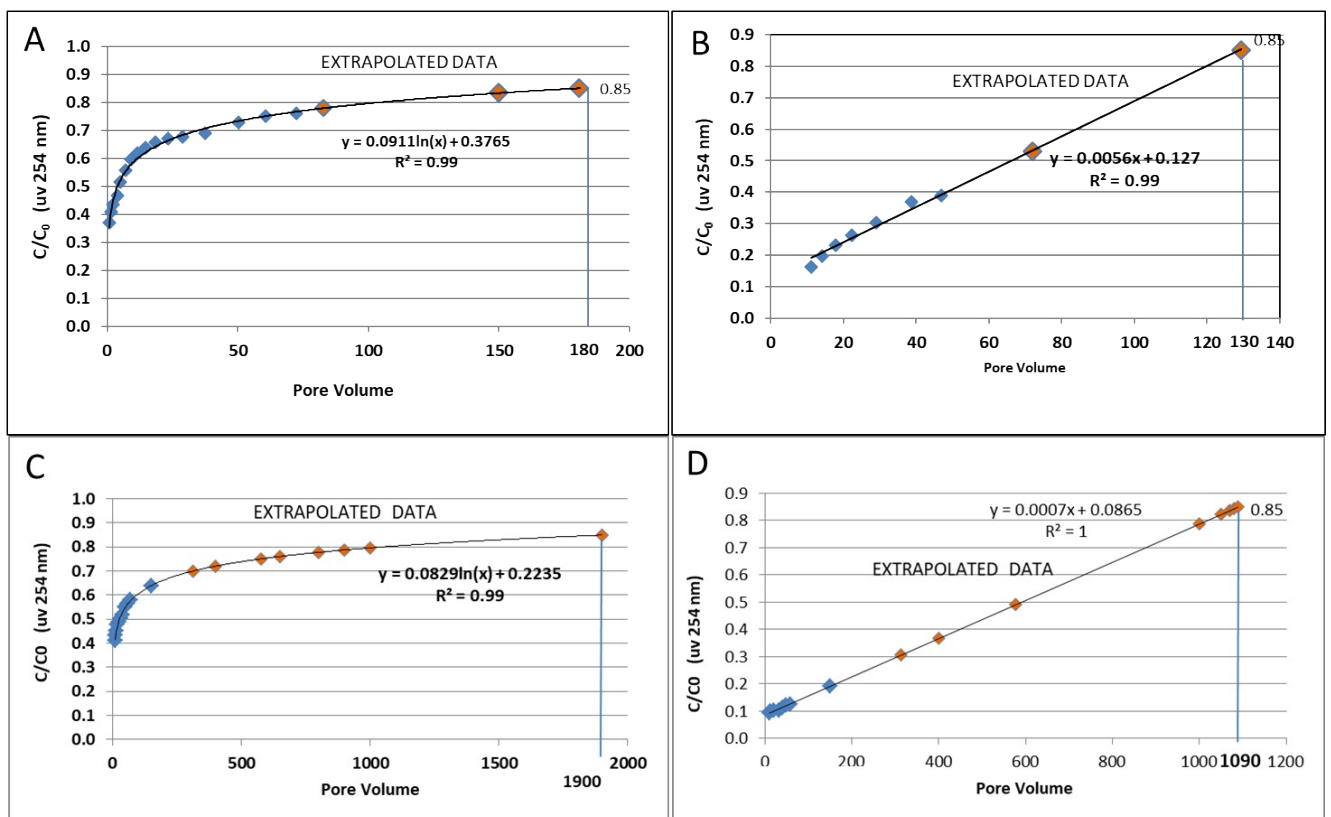 A
EXTRAPOLATED DATA
1.0
0.9
0.8
0.7
0.6
0.5
0.4
0.3
0.2
0.1
0.0
C/C₀ (uv 254 nm)
0.85
y = 0.0911ln(x) + 0.3765
R² = 0.99
0 50 100 150 180 200
Pore Volume
B
EXTRAPOLATED DATA
0.9
0.8
0.7
0.6
0.5
0.4
0.3
0.2
0.1
0.0
C/C₀ (uv 254 nm)
0.85
y = 0.0056x + 0.127
R² = 0.99
0 20 40 60 80 100 120 130 140
Pore Volume
C
EXTRAPOLATED DATA
1.0
0.9
0.8
0.7
0.6
0.5
0.4
0.3
0.2
0.1
0.0
C/C0 (uv 254 nm)
y = 0.0829ln(x) + 0.2235
R² = 0.99
0 500 1000 1500 2000
1900
Pore Volume
D
0.9
0.8
0.7
0.6
0.5
0.4
0.3
0.2
0.1
0.0
C/C0 (uv 254 nm)
y = 0.0007x + 0.0865
R² = 1
0.85
EXTRAPOLATED DATA
0 200 400 600 800 1000 1090 1200
Pore Volume